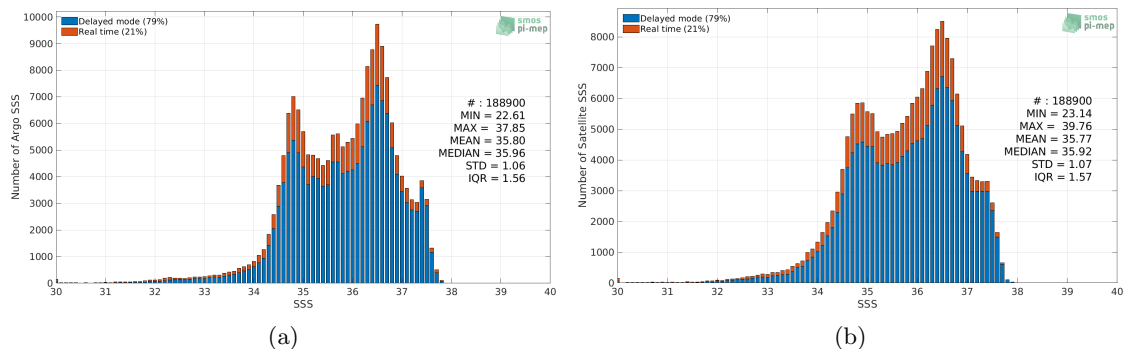 Delayed mode (79%)
Real time (21%)
smos
pi-mep
10000
9000
8000
7000
6000
5000
4000
3000
2000
1000
0
Number of Argo SSS
# : 188900
MIN = 22.61
MAX = 37.85
MEAN = 35.80
MEDIAN = 35.96
STD = 1.06
IQR = 1.56
30 31 32 33 34 35 36 37 38 39 40
SSS
(a)
Delayed mode (79%)
Real time (21%)
smos
pi-mep
8000
7000
6000
5000
4000
3000
2000
1000
0
Number of Satellite SSS
# : 188900
MIN = 23.14
MAX = 39.76
MEAN = 35.77
MEDIAN = 35.92
STD = 1.07
IQR = 1.57
30 31 32 33 34 35 36 37 38 39 40
SSS
(b)